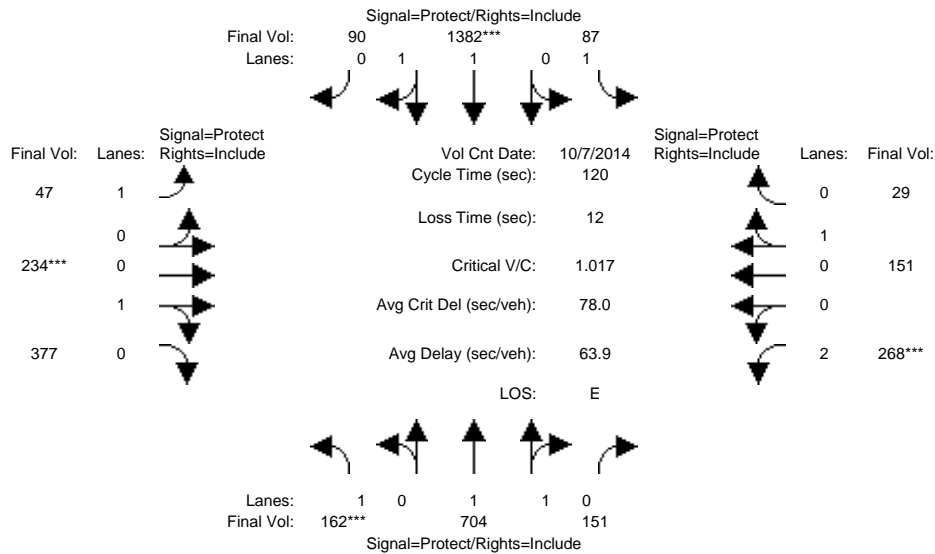 Signal=Protect/Rights=Include
Final Vol: 90 1382*** 87
Lanes: 0 1 1 0 1
Signal=Protect Signal=Protect
Final Vol: Lanes: Rights=Include Vol Cnt Date: 10/7/2014 Rights=Include Lanes: Final Vol:
Cycle Time (sec): 120
47 1 0 29
Loss Time (sec): 12
0 1
234*** 0 Critical V/C: 1.017 0 151
1 Avg Crit Del (sec/veh): 78.0 0
377 0 Avg Delay (sec/veh): 63.9 2 268***
LOS: E
Lanes: 1 0 1 1 0
Final Vol: 162*** 704 151
Signal=Protect/Rights=Include